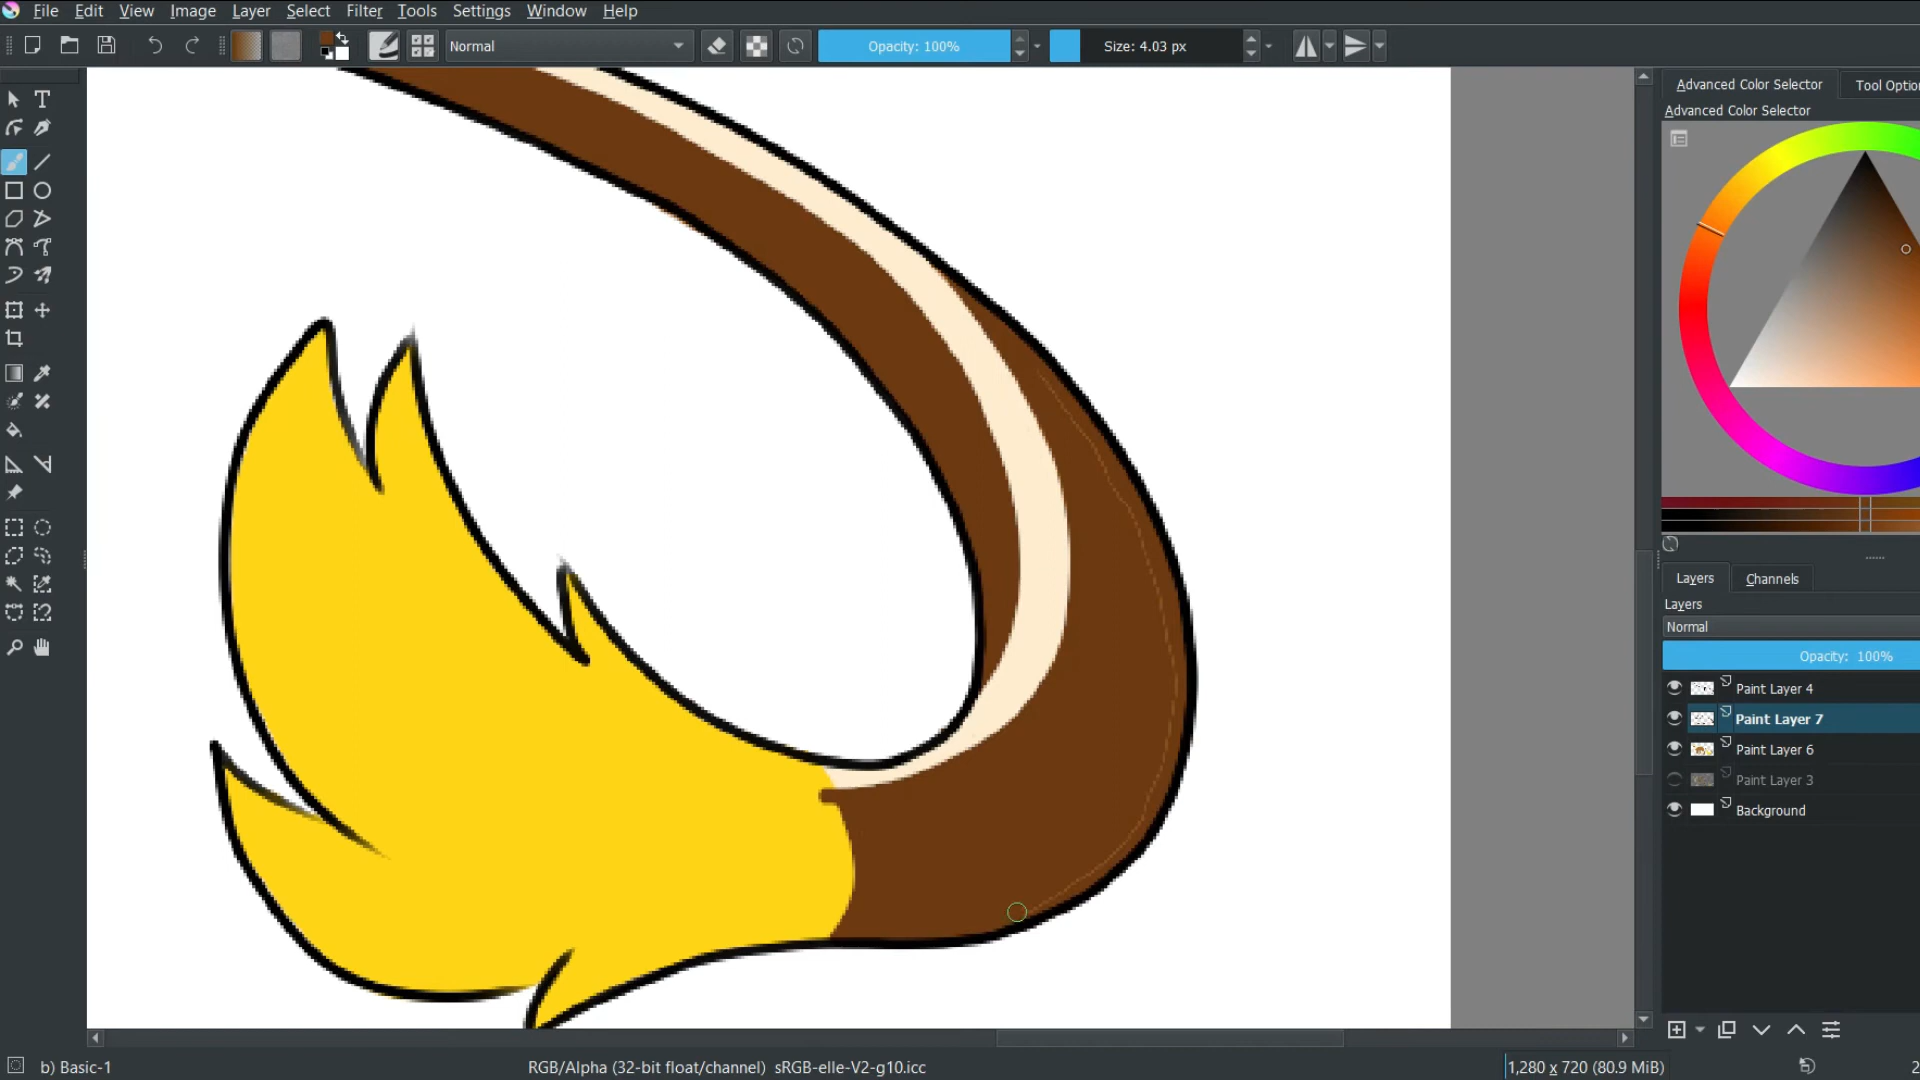 File Edit View Image Layer Select Filter Tools Settings Window Help
Normal Opacity: 100% Size: 4.03 px
Advanced Color Selector Tool Optio
Advanced Color Selector
Layers Channels
Layers
Normal
Opacity: 100%
Paint Layer 4
Paint Layer 7
Paint Layer 6
Paint Layer 3
Background
b) Basic-1 RGB/Alpha (32-bit float/channel) sRGB-elle-V2-g10.icc 1,280 x 720 (80.9 MiB) 2